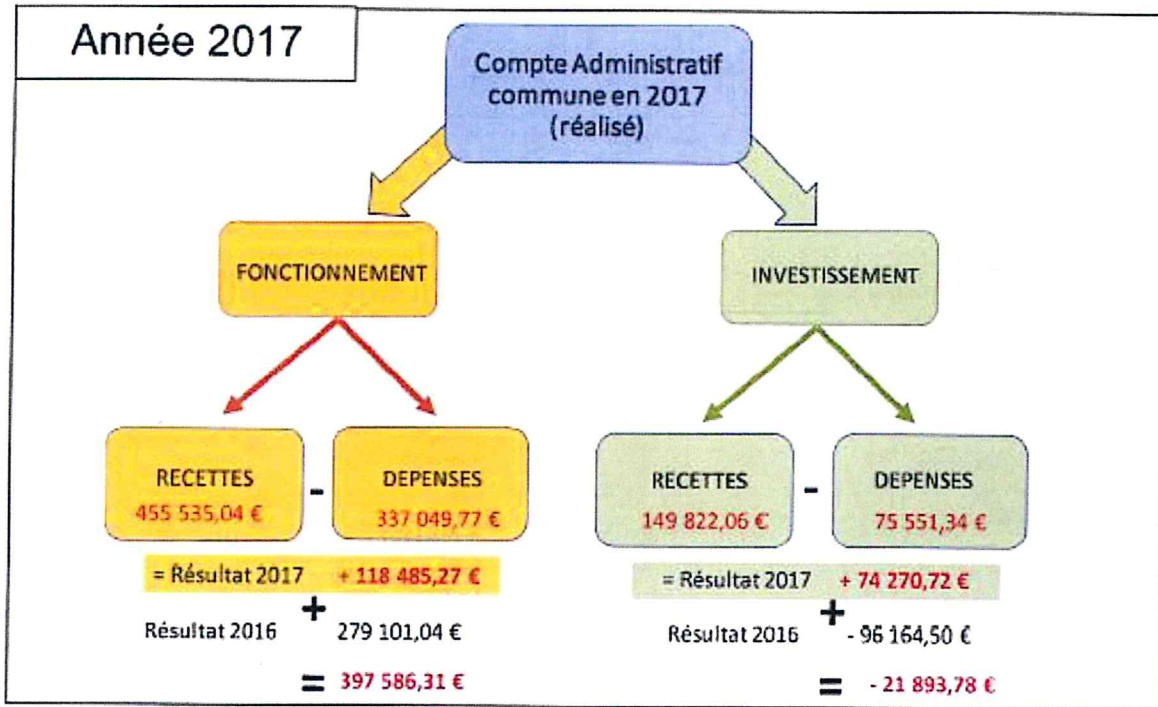 Année 2017
Compte Administratif
commune en 2017
(réalisé)
FONCTIONNEMENT
INVESTISSEMENT
RECETTES
455 535,04 €
-
DEPENSES
337 049,77 €
RECETTES
149 822,06 €
-
DEPENSES
75 551,34 €
= Résultat 2017 + 118 485,27 €
+
Résultat 2016 279 101,04 €
= 397 586,31 €
= Résultat 2017 + 74 270,72 €
+
Résultat 2016 - 96 164,50 €
= - 21 893,78 €